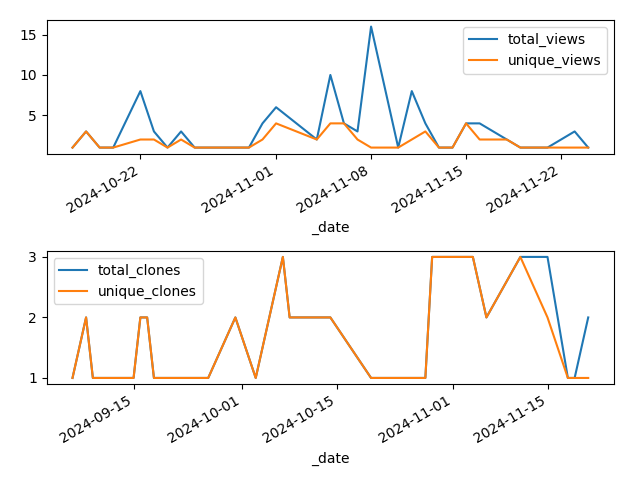 15
10
5
total_views
unique_views
2024-10-22
2024-11-01
2024-11-08
2024-11-15
2024-11-22
_date
3
2
1
total_clones
unique_clones
2024-09-15
2024-10-01
2024-10-15
2024-11-01
2024-11-15
_date